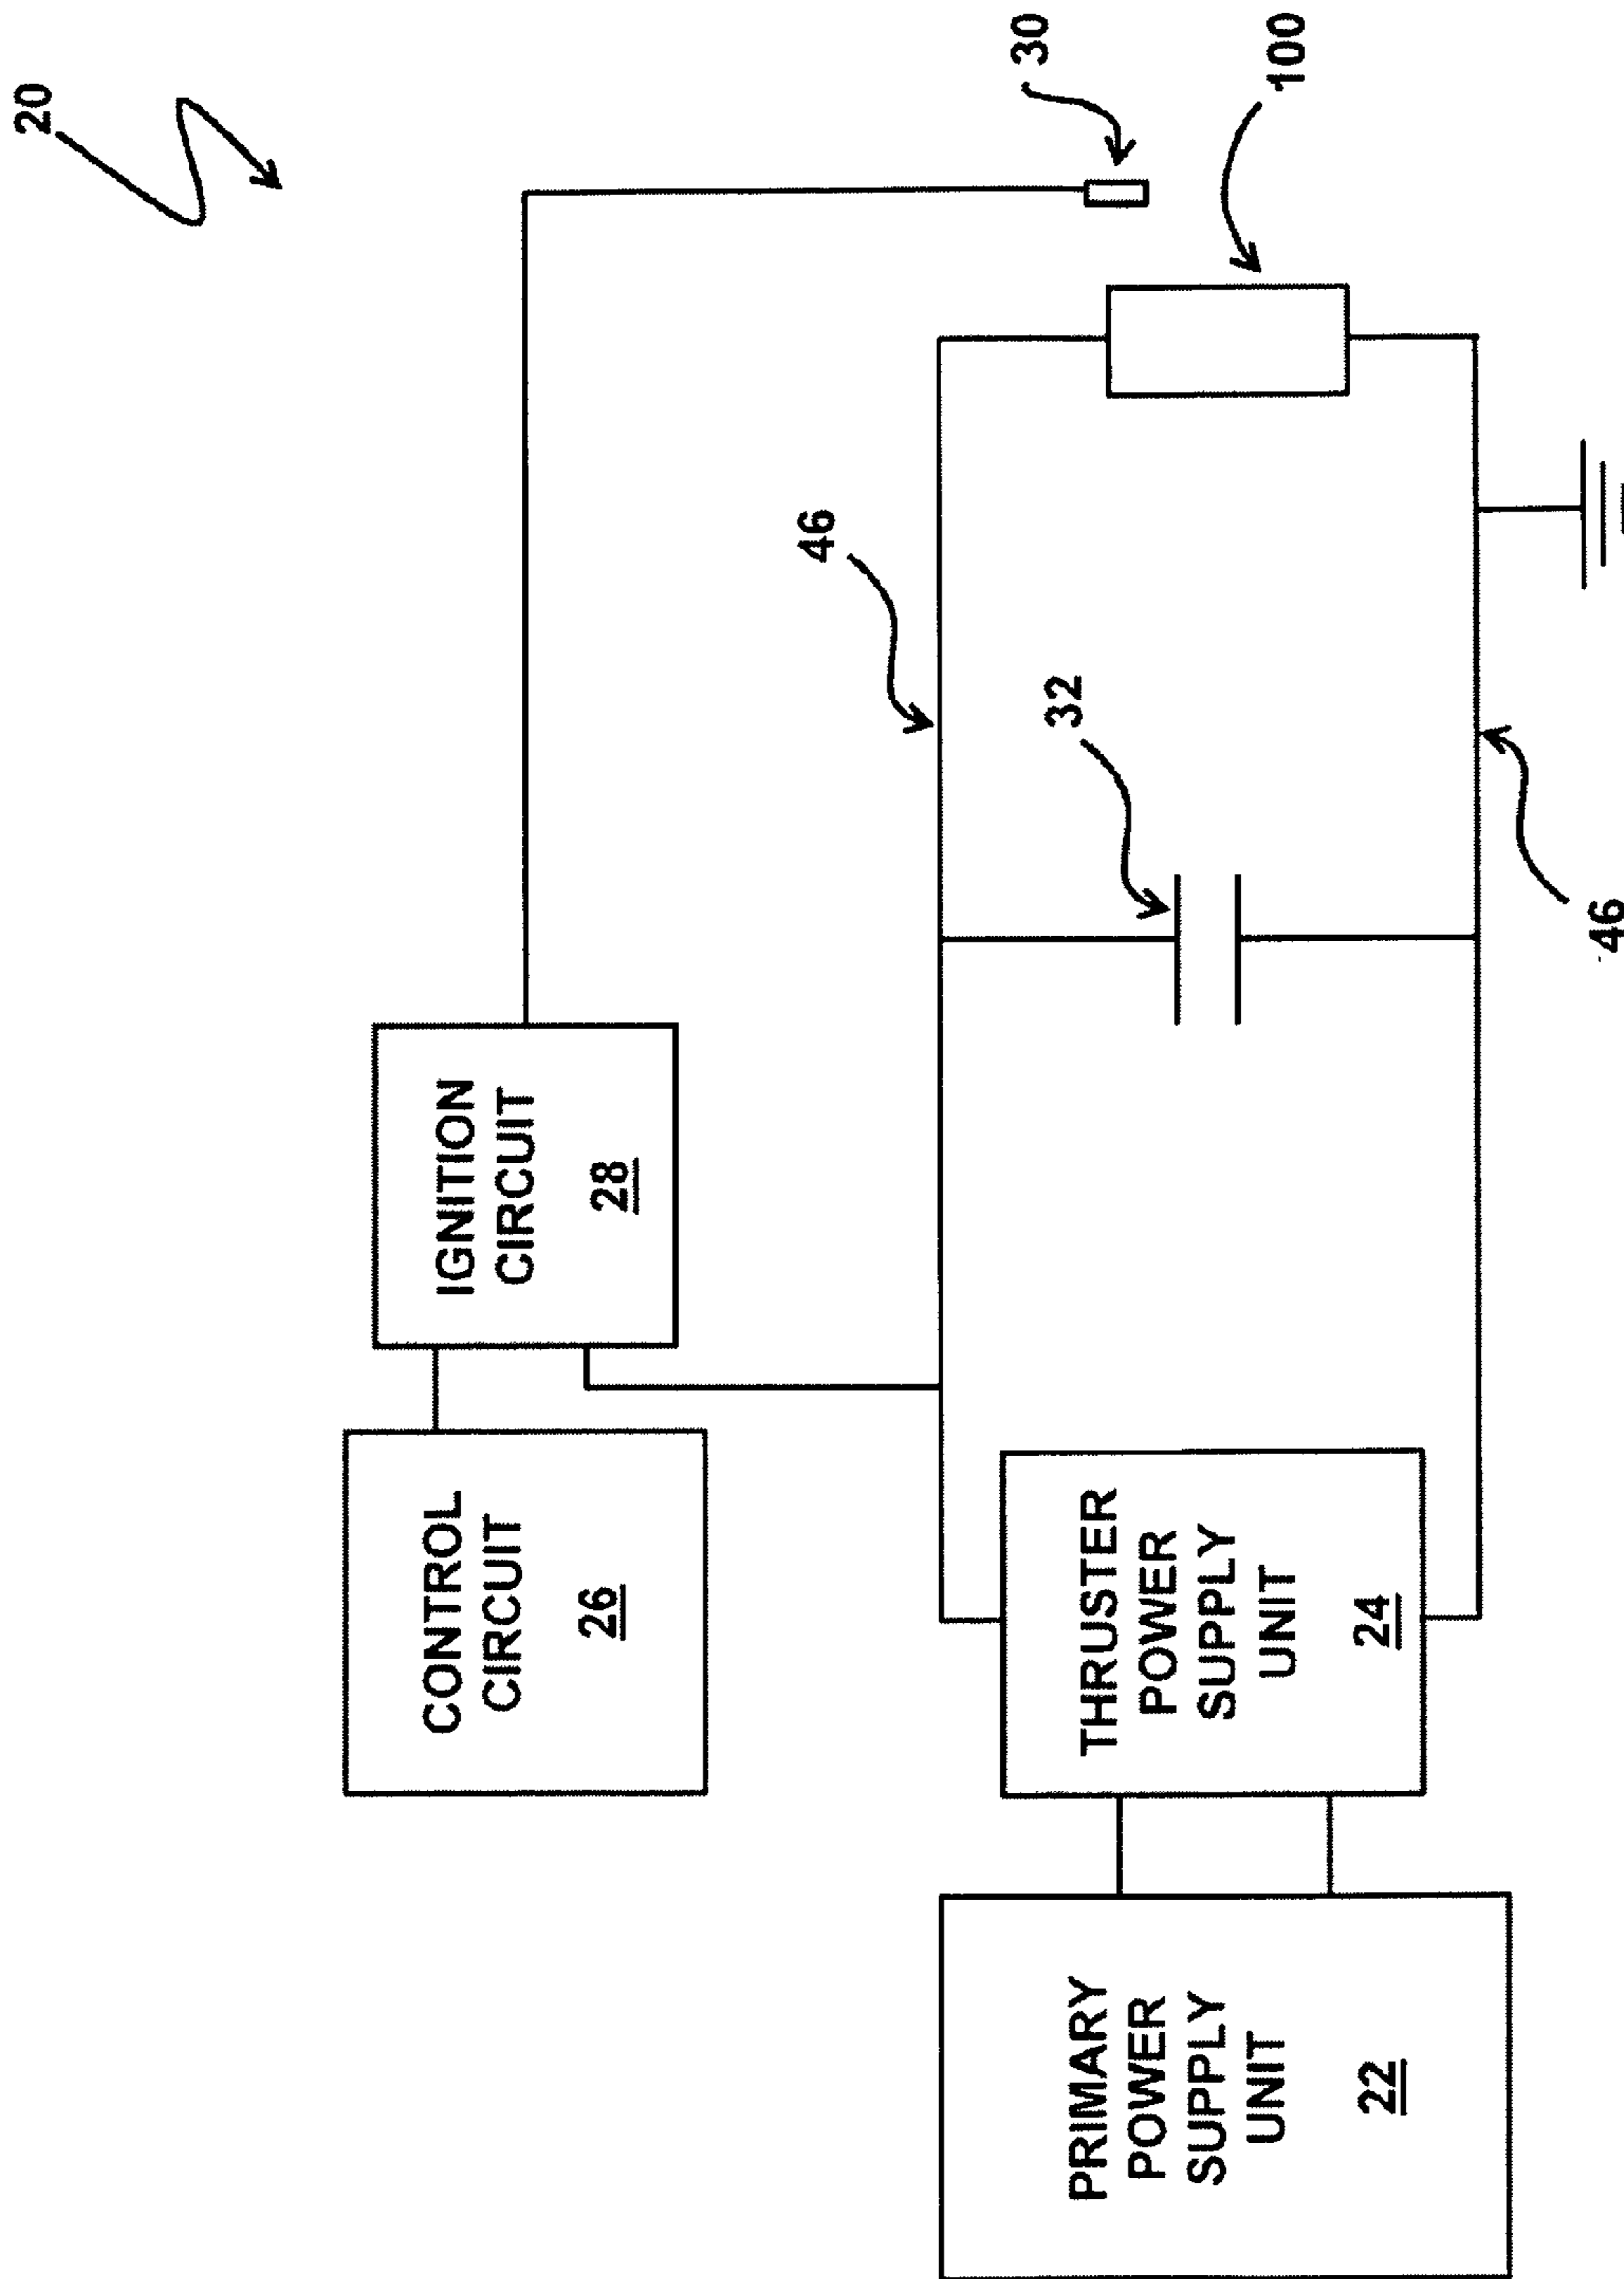 20
30
100
46
32
46
IGNITION
CIRCUIT
28
CONTROL
CIRCUIT
26
THRUSTER
POWER
SUPPLY
UNIT
24
PRIMARY
POWER
SUPPLY
UNIT
22